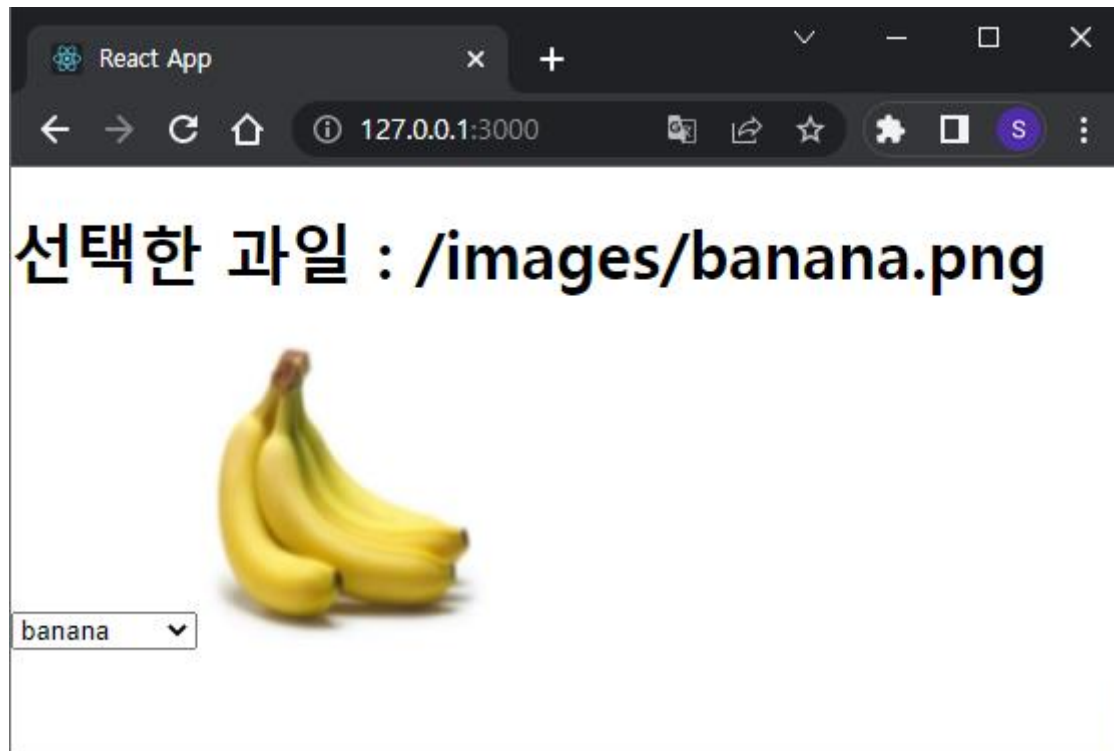 React App
127.0.0.1:3000
S
선택한 과일 : /images/banana.png
banana